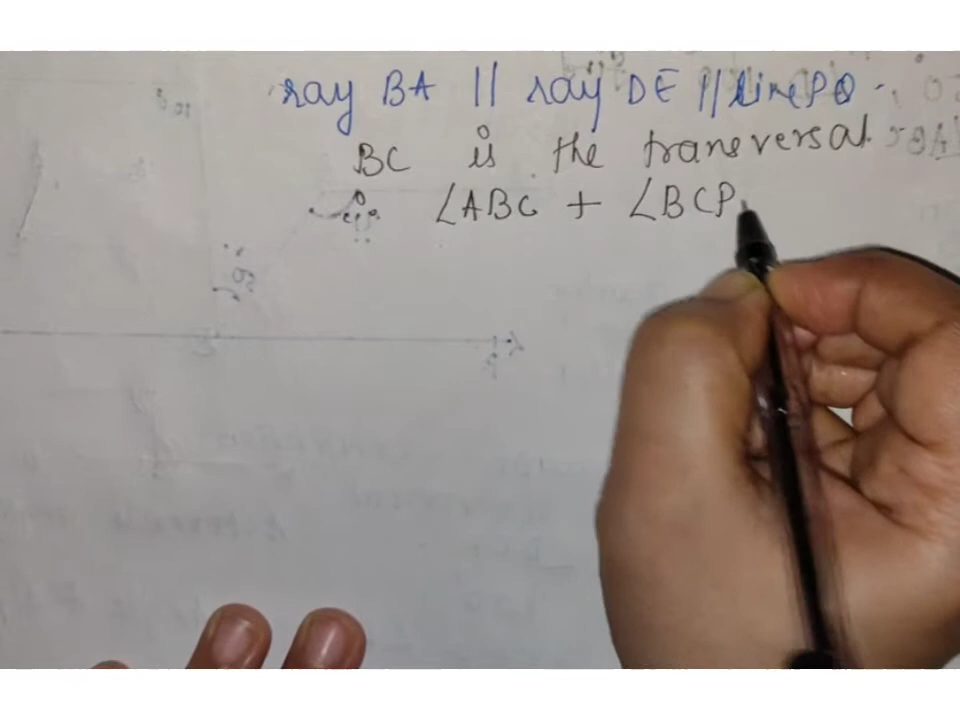 ray BA || ray DE || line PQ.
BC is the transversal
∠ABC + ∠BCP